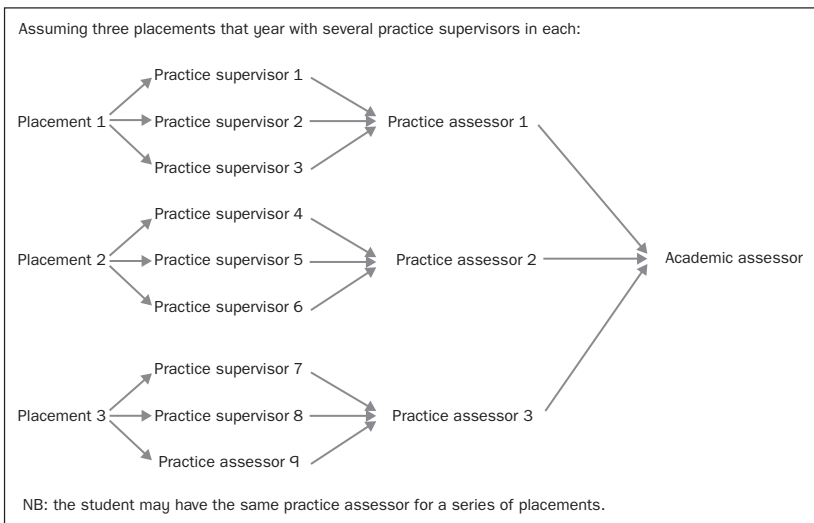 Assuming three placements that year with several practice supervisors in each:
Practice supervisor 1
Placement 1
Practice supervisor 2
Practice assessor 1
Practice supervisor 3
Practice supervisor 4
Placement 2
Practice supervisor 5
Practice assessor 2
Academic assessor
Practice supervisor 6
Practice supervisor 7
Placement 3
Practice supervisor 8
Practice assessor 3
Practice assessor 9
NB: the student may have the same practice assessor for a series of placements.